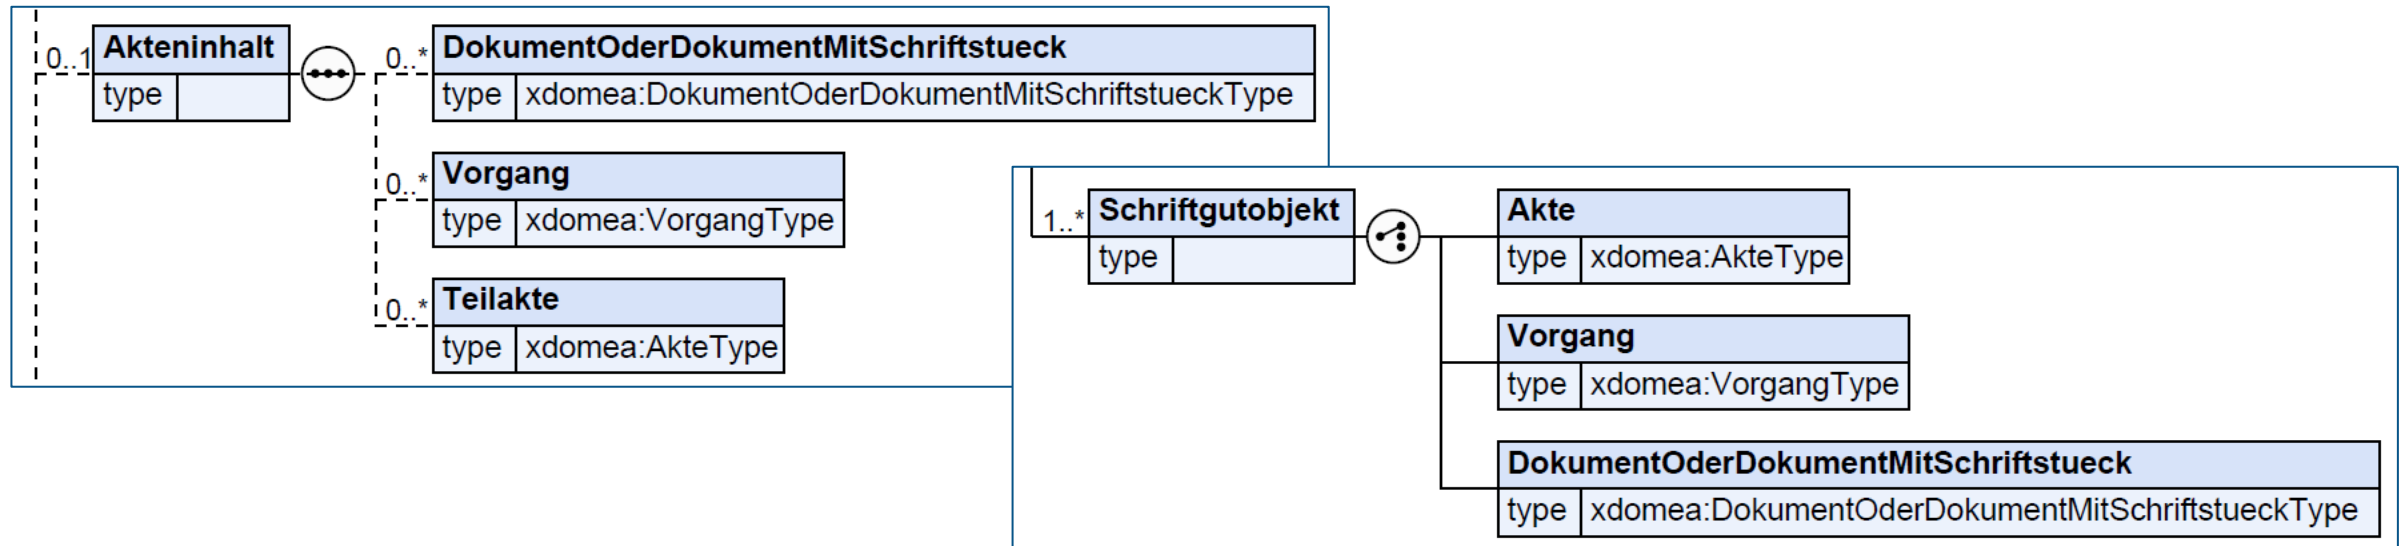 0..1
Akteninhalt
type
0..*
DokumentOderDokumentMitSchriftstueck
type xdomea:DokumentOderDokumentMitSchriftstueckType
0..*
Vorgang
type xdomea:VorgangType
0..*
Teilakte
type xdomea:AkteType
1..*
Schriftgutobjekt
type
Akte
type xdomea:AkteType
Vorgang
type xdomea:VorgangType
DokumentOderDokumentMitSchriftstueck
type xdomea:DokumentOderDokumentMitSchriftstueckType